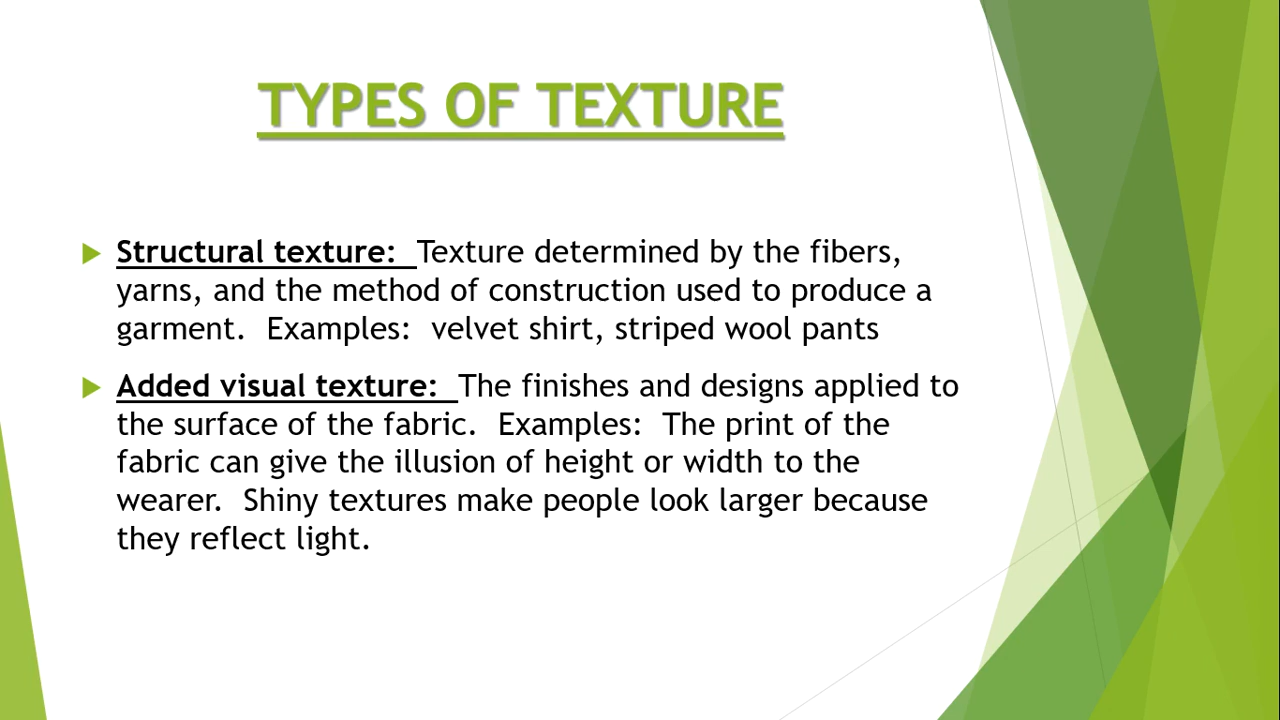 TYPES OF TEXTURE
Structural texture:  Texture determined by the fibers,
yarns, and the method of construction used to produce a
garment.  Examples:  velvet shirt, striped wool pants
Added visual texture:  The finishes and designs applied to
the surface of the fabric.  Examples:  The print of the
fabric can give the illusion of height or width to the
wearer.  Shiny textures make people look larger because
they reflect light.